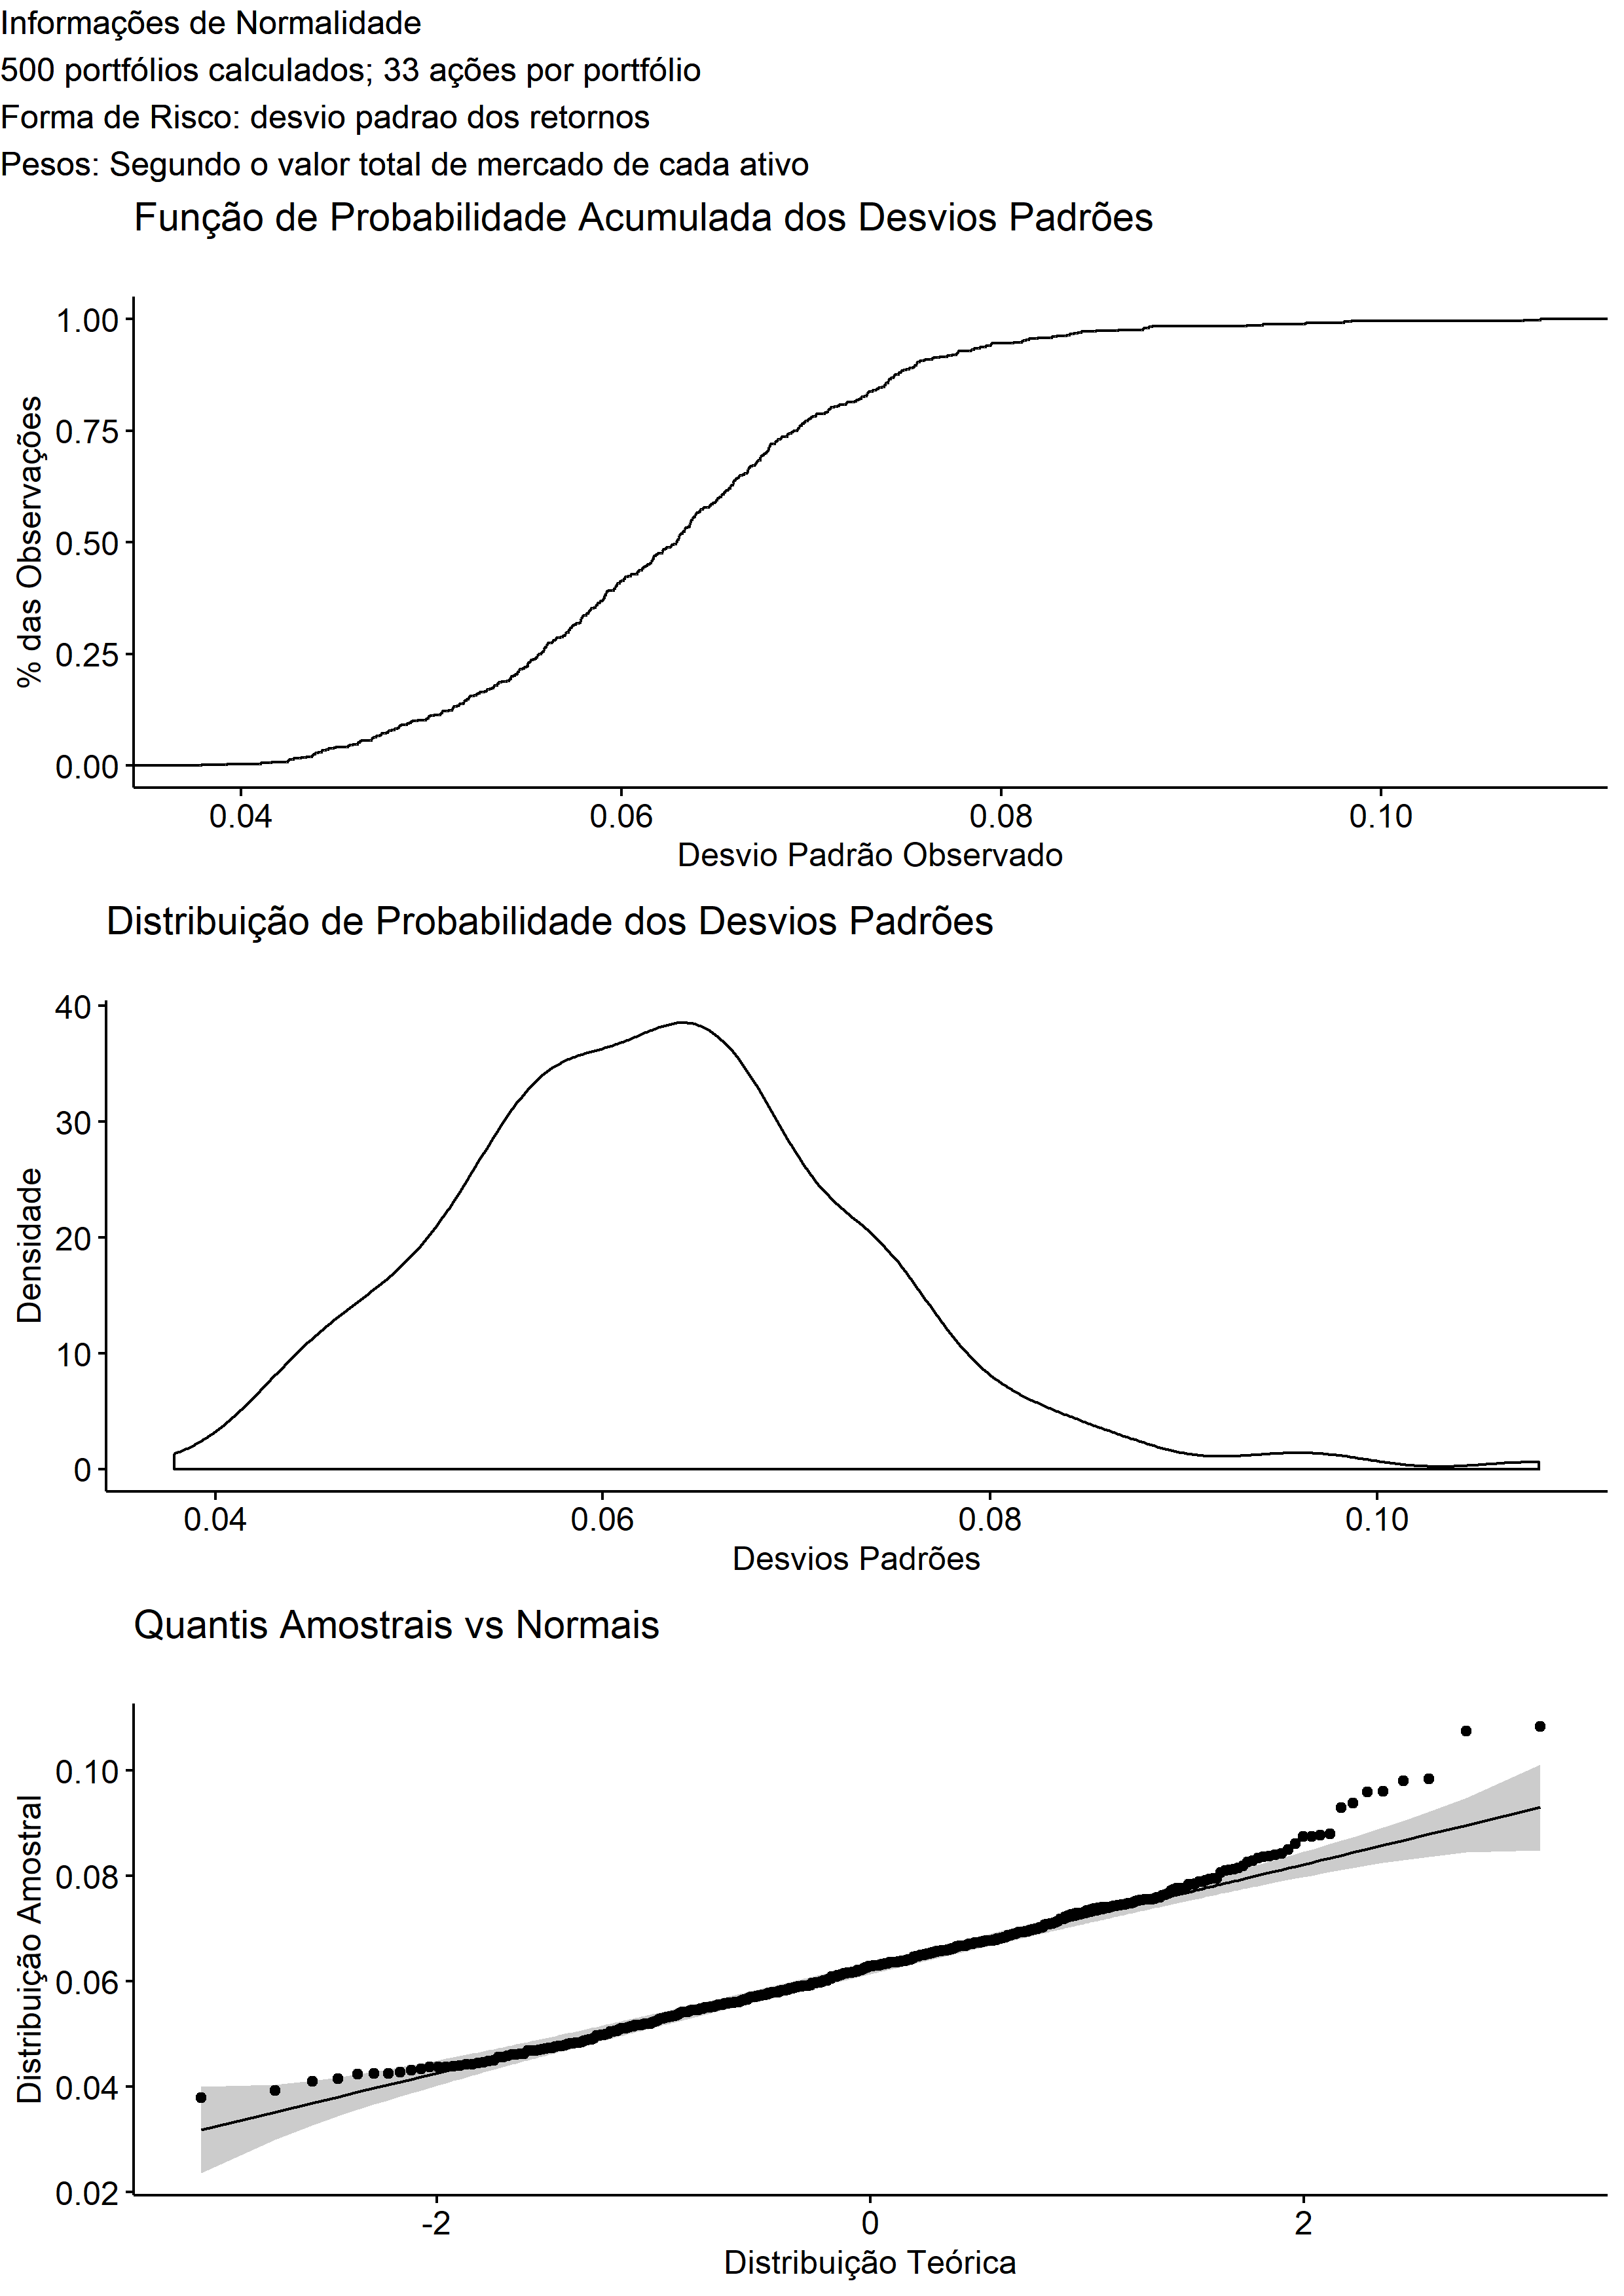 Informações de Normalidade
500 portfólios calculados; 33 ações por portfólio
Forma de Risco: desvio padrao dos retornos
Pesos: Segundo o valor total de mercado de cada ativo
Função de Probabilidade Acumulada dos Desvios Padrões
% das Observações
1.00
0.75
0.50
0.25
0.00
0.04 0.06 0.08 0.10
Desvio Padrão Observado
Distribuição de Probabilidade dos Desvios Padrões
Densidade
40
30
20
10
0
0.04 0.06 0.08 0.10
Desvios Padrões
Quantis Amostrais vs Normais
Distribuição Amostral
0.10
0.08
0.06
0.04
0.02
-2 0 2
Distribuição Teórica